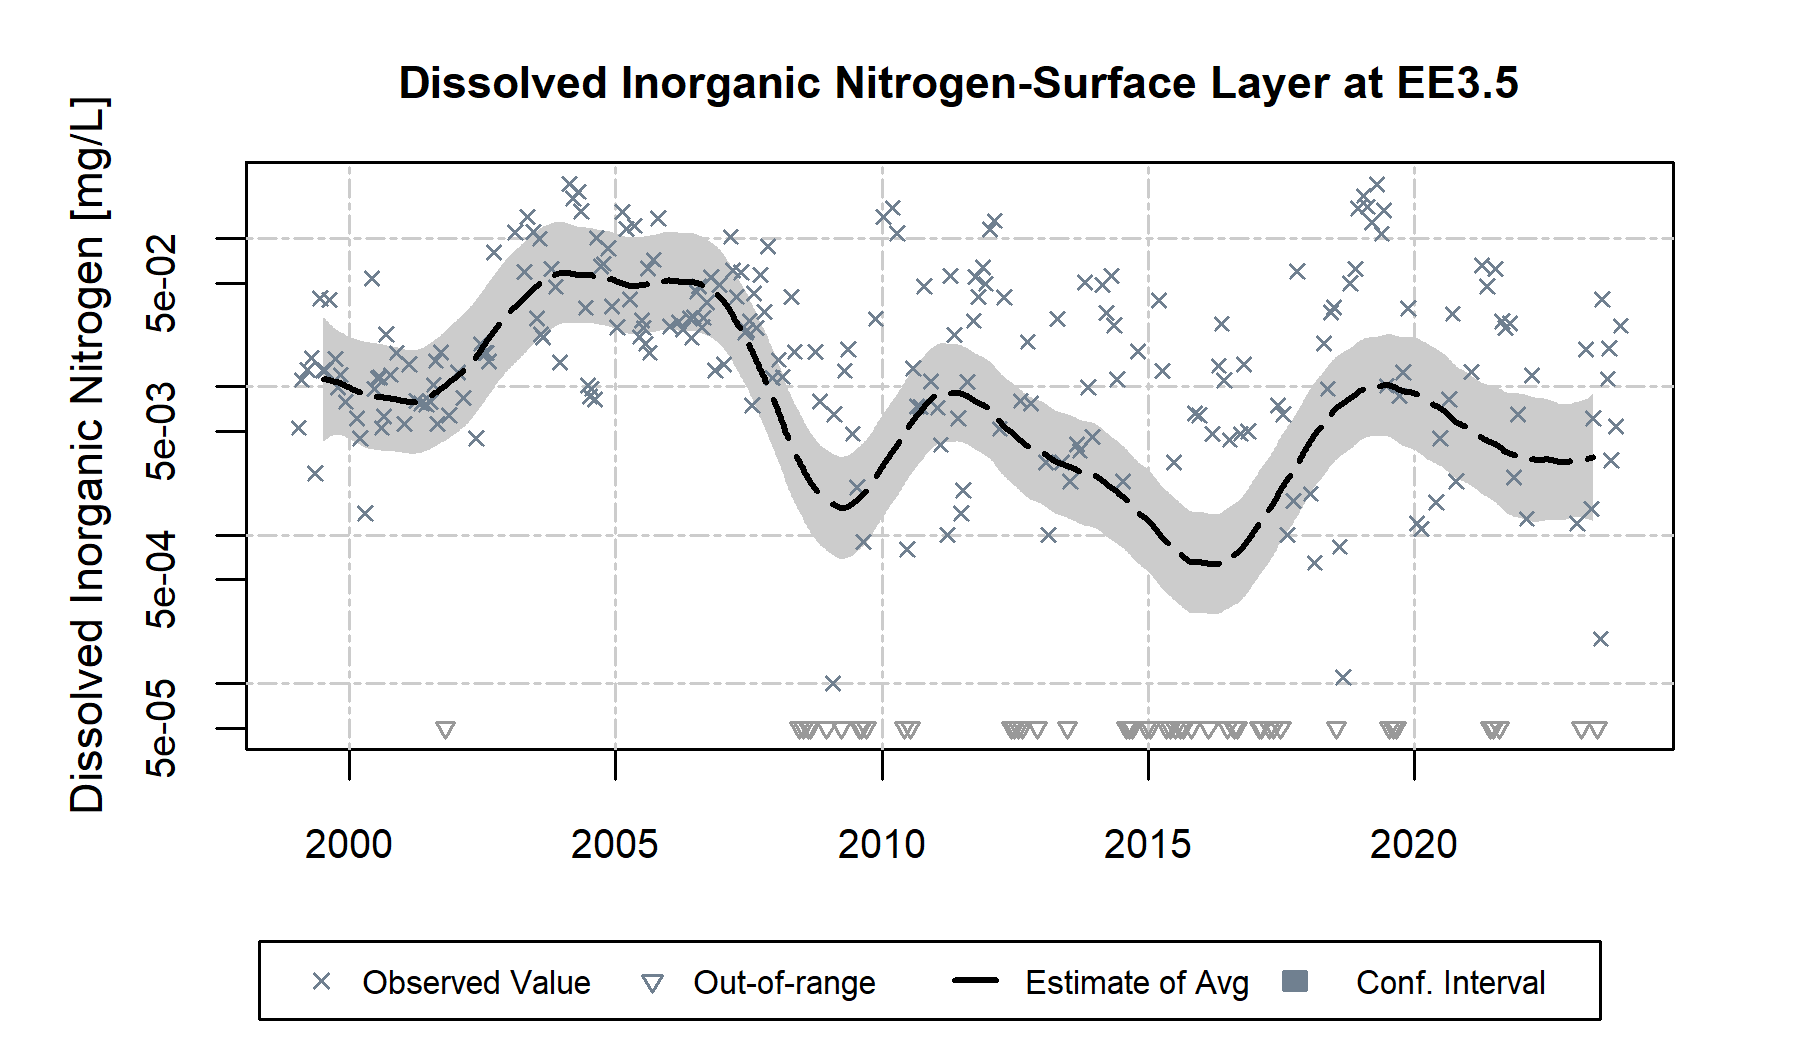 Dissolved Inorganic Nitrogen-Surface Layer at EE3.5
Dissolved Inorganic Nitrogen [mg/L]
5e-02
5e-03
5e-04
5e-05
2000 2005 2010 2015 2020
Observed Value Out-of-range Estimate of Avg Conf. Interval